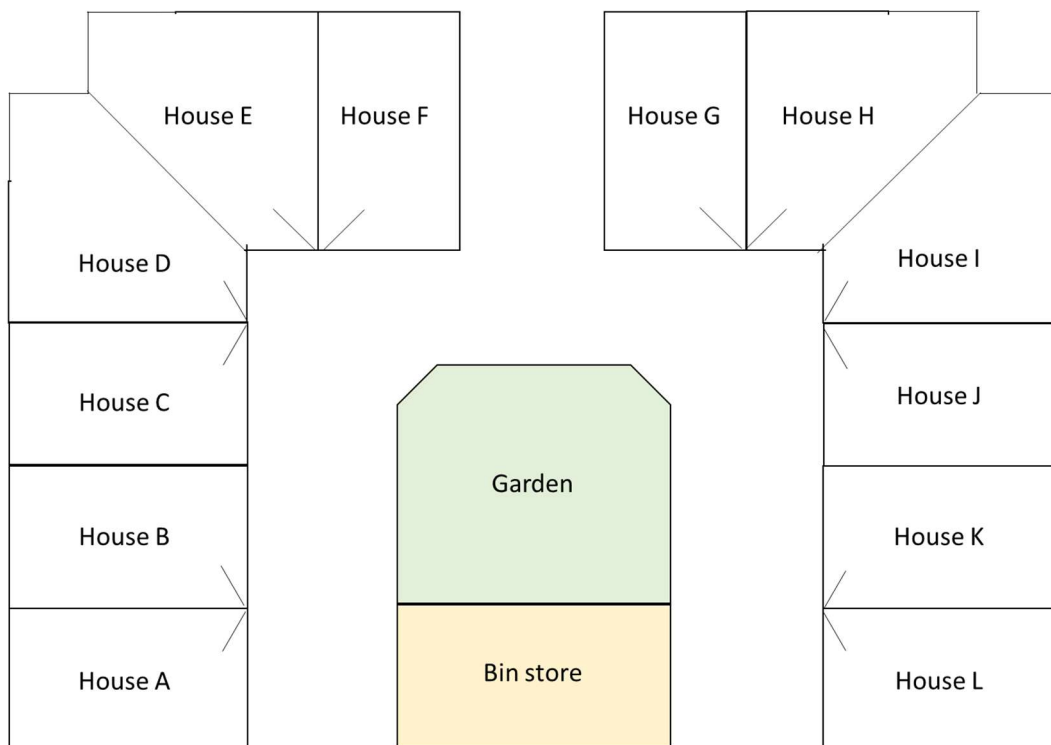 House E
House F
House G
House H
House D
House I
House C
House J
Garden
House B
House K
House A
Bin store
House L